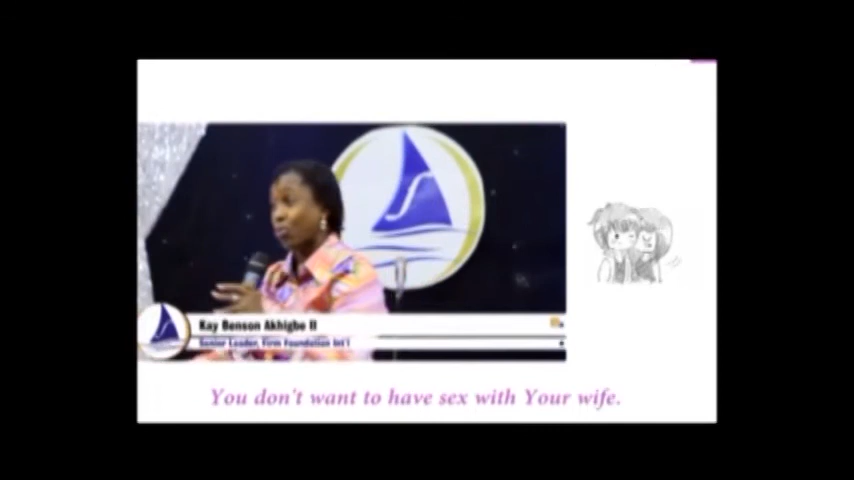 Kay Benson Akhigbe II
Senior Leader, Firm Foundation Int'l
You don't want to have sex with Your wife.